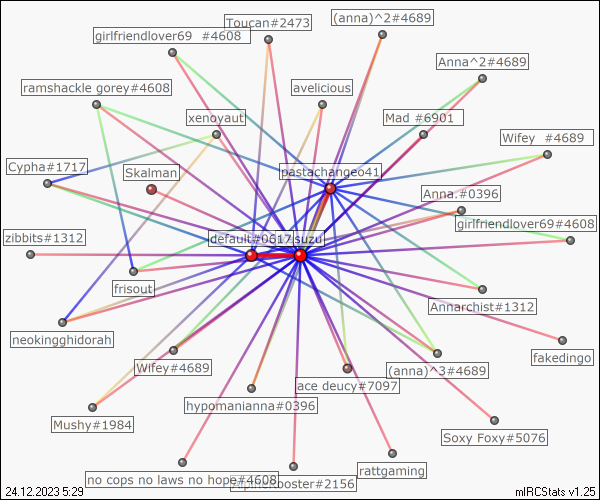 Toucan#2473
(anna)^2#4689
girlfriendlover69 #4608
Anna^2#4689
ramshackle gorey#4608
avelicious
xenoyaut
Mad #6901
Wifey #4689
Cypha#1717
Skalman
pastachangeo41
Anna.#0396
girlfriendlover69#4608
zibbits#1312
default#0617
suzu
frisout
Annarchist#1312
neokingghidorah
Wifey#4689
(anna)^3#4689
fakedingo
ace deucy#7097
hypomanianna#0396
Mushy#1984
Soxy Foxy#5076
no cops no laws no hope#4608
rattgaming
#2156
24.12.2023 5:29
mIRCStats v1.25